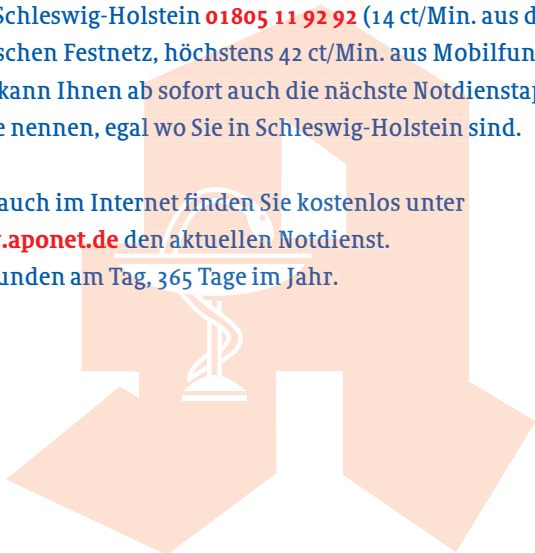 Schleswig-Holstein 01805 11 92 92 (14 ct/Min. aus d
schen Festnetz, höchstens 42 ct/Min. aus Mobilfun
kann Ihnen ab sofort auch die nächste Notdienstap
e nennen, egal wo Sie in Schleswig-Holstein sind.
auch im Internet finden Sie kostenlos unter
.aponet.de den aktuellen Notdienst.
unden am Tag, 365 Tage im Jahr.